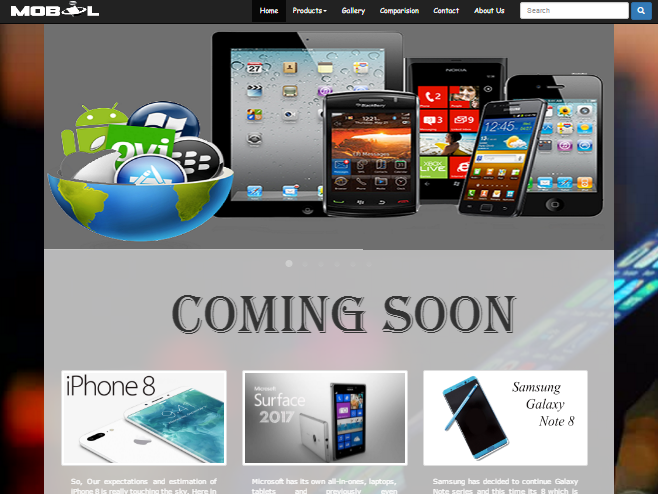 MOBOL
Home Products Gallery Comparision Contact About Us Search
NOKIA
BlackBerry
ovi
COMING SOON
iPhone 8
Microsoft
Surface
2017
Samsung
Galaxy
Note 8
So, Our expectations and estimation of
iPhone 8 is really touching the sky. Here in
Microsoft has its own all-in-ones, laptops,
tablets and previously even
Samsung has decided to continue Galaxy
Note series and this time its 8 which is